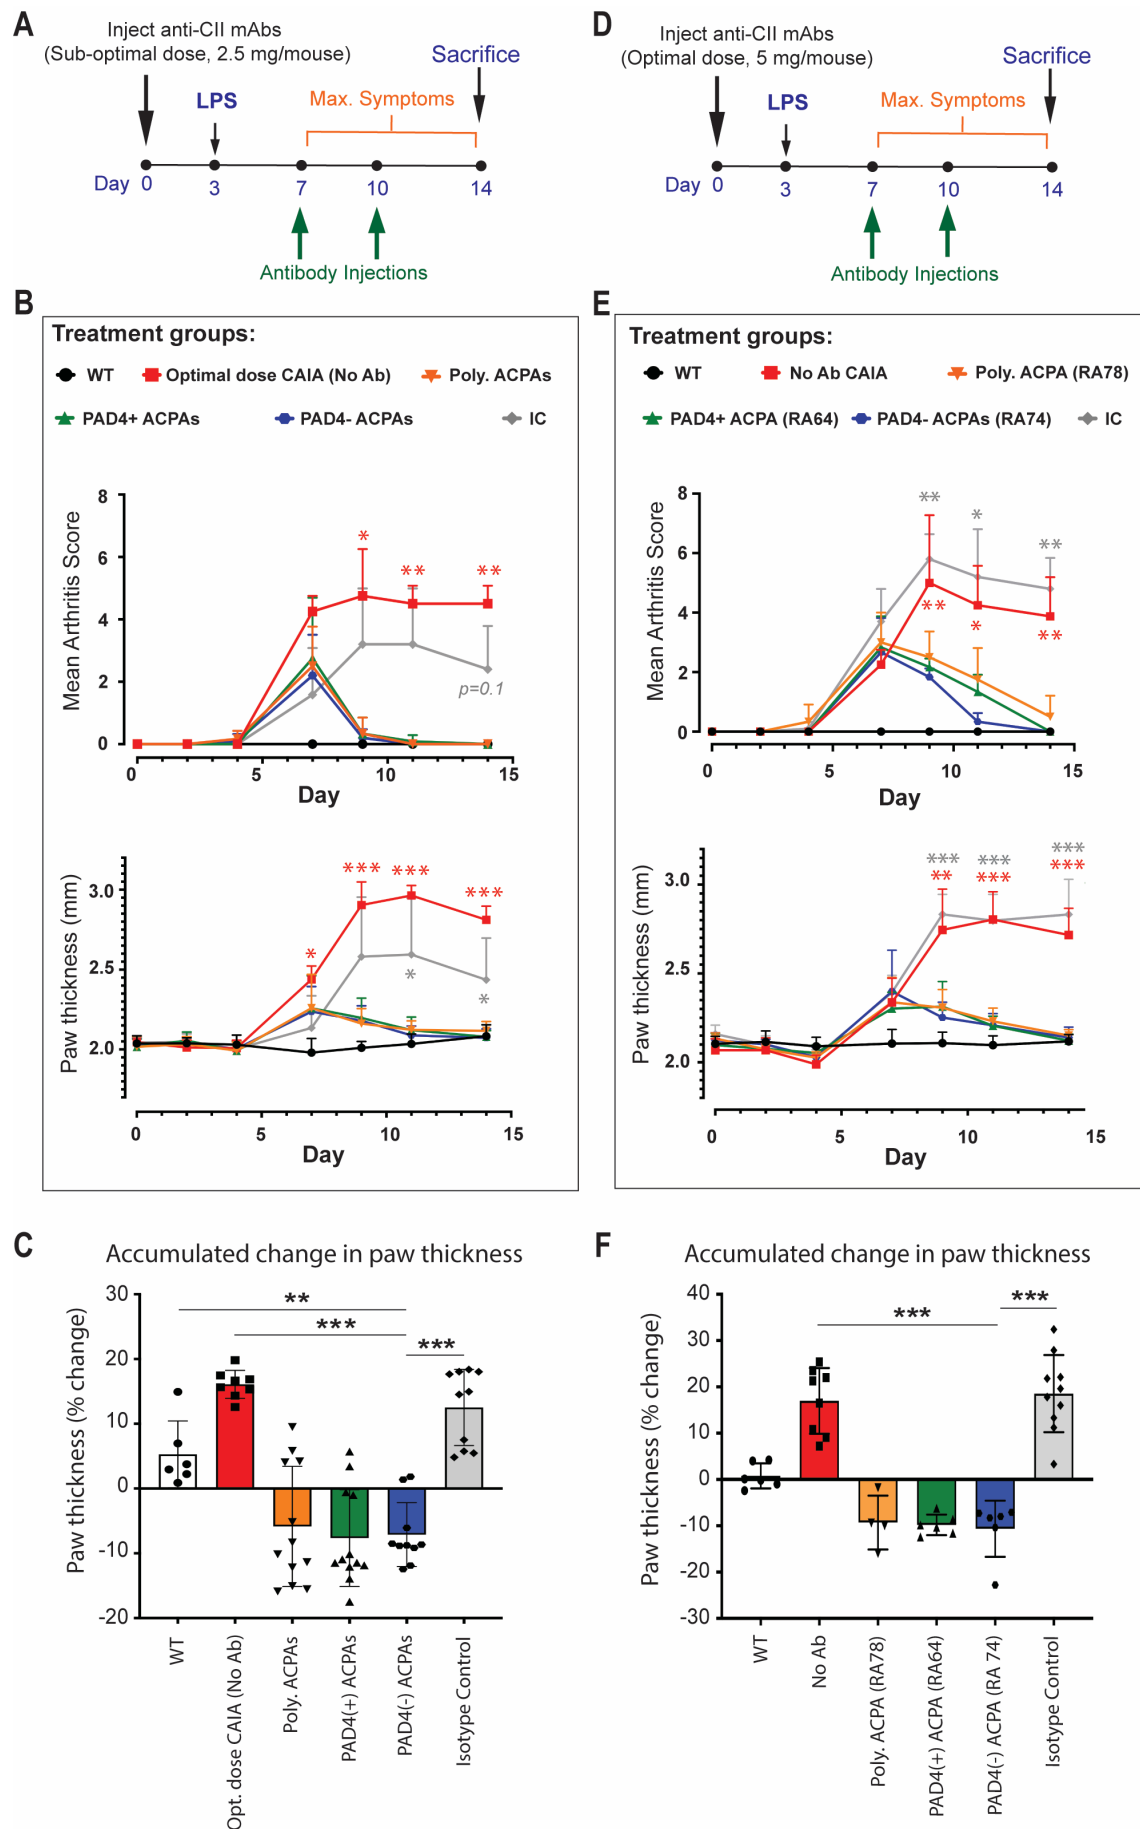 A
Inject anti-CII mAbs
(Sub-optimal dose, 2.5 mg/mouse)
Sacrifice
LPS
Max. Symptoms
Day 0 3 7 10 14
Antibody Injections
D
Inject anti-CII mAbs
(Optimal dose, 5 mg/mouse)
Sacrifice
LPS
Max. Symptoms
Day 0 3 7 10 14
Antibody Injections
B
Treatment groups:
WT Optimal dose CAIA (No Ab) Poly. ACPAs
PAD4+ ACPAs PAD4- ACPAs IC
Mean Arthritis Score
8
6
4
2
0
* ** **
p=0.1
0 5 10 15
Day
Paw thickness (mm)
3.0
2.5
2.0
* *** *** ***
* *
0 5 10 15
Day
E
Treatment groups:
WT No Ab CAIA Poly. ACPA (RA78)
PAD4+ ACPA (RA64) PAD4- ACPAs (RA74) IC
Mean Arthritis Score
8
6
4
2
0
** * **
** * **
0 5 10 15
Day
Paw thickness (mm)
3.0
2.5
2.0
*** *** ***
** *** ***
0 5 10 15
Day
C
Accumulated change in paw thickness
Paw thickness (% change)
30
20
10
0
-10
-20
**
***
***
WT
Opt. dose CAIA (No Ab)
Poly. ACPAs
PAD4(+) ACPAs
PAD4(-) ACPAs
Isotype Control
F
Accumulated change in paw thickness
Paw thickness (% change)
40
30
20
10
0
-10
-20
-30
***
***
WT
No Ab
Poly. ACPA (RA78)
PAD4(+) ACPA (RA64)
PAD4(-) ACPA (RA 74)
Isotype Control